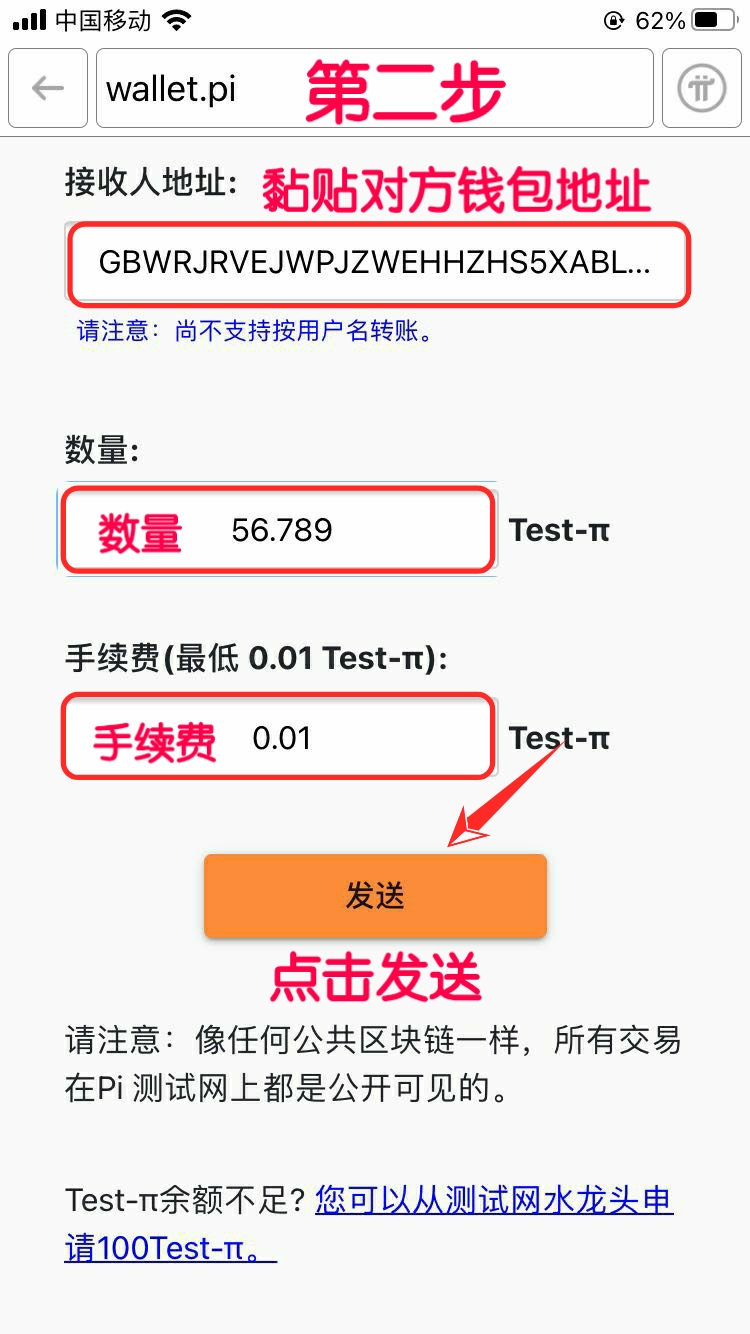 中国移动 62%
wallet.pi 第二步
接收人地址: 黏贴对方钱包地址
GBWRJRVEJWPJZWEHHZHS5XABL...
请注意：尚不支持按用户名转账。
数量:
数量 56.789 Test-π
手续费(最低 0.01 Test-π):
手续费 0.01 Test-π
发送
点击发送
请注意：像任何公共区块链一样，所有交易
在Pi 测试网上都是公开可见的。
Test-π余额不足? 您可以从测试网水龙头申
请100Test-π。